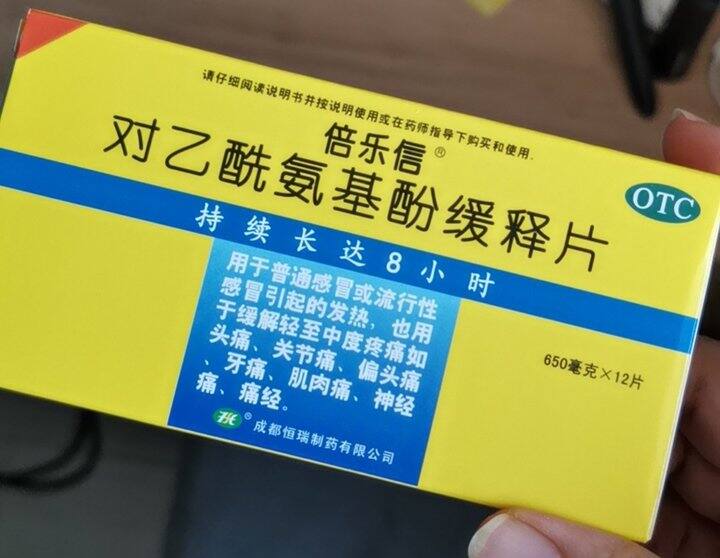 请仔细阅读说明书并按说明使用或在药师指导下购买和使用.
倍乐信®
对乙酰氨基酚缓释片
OTC
持续长达8小时
用于普通感冒或流行性
感冒引起的发热,也用
于缓解轻至中度疼痛如
头痛、关节痛、偏头痛
、牙痛、肌肉痛、神经
痛、痛经。
650毫克×12片
®
成都恒瑞制药有限公司